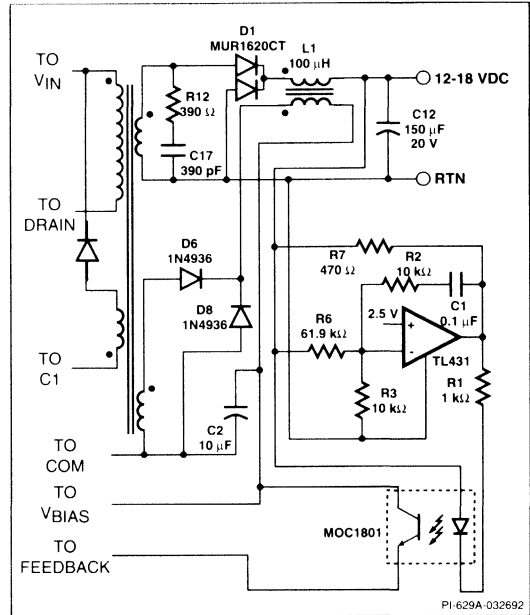 TO
VIN
D1
MUR1620CT
L1
100 µH
12-18 VDC
R12
390 Ω
C17
390 pF
C12
150 µF
20 V
RTN
TO
DRAIN
D6
1N4936
D8
1N4936
R7
470 Ω
R2
10 kΩ
C1
0.1 µF
2.5 V
+
-
TL431
R6
61.9 kΩ
R3
10 kΩ
R1
1 kΩ
TO
C1
C2
10 µF
TO
COM
TO
VBIAS
TO
FEEDBACK
MOC1801
PI-629A-032692